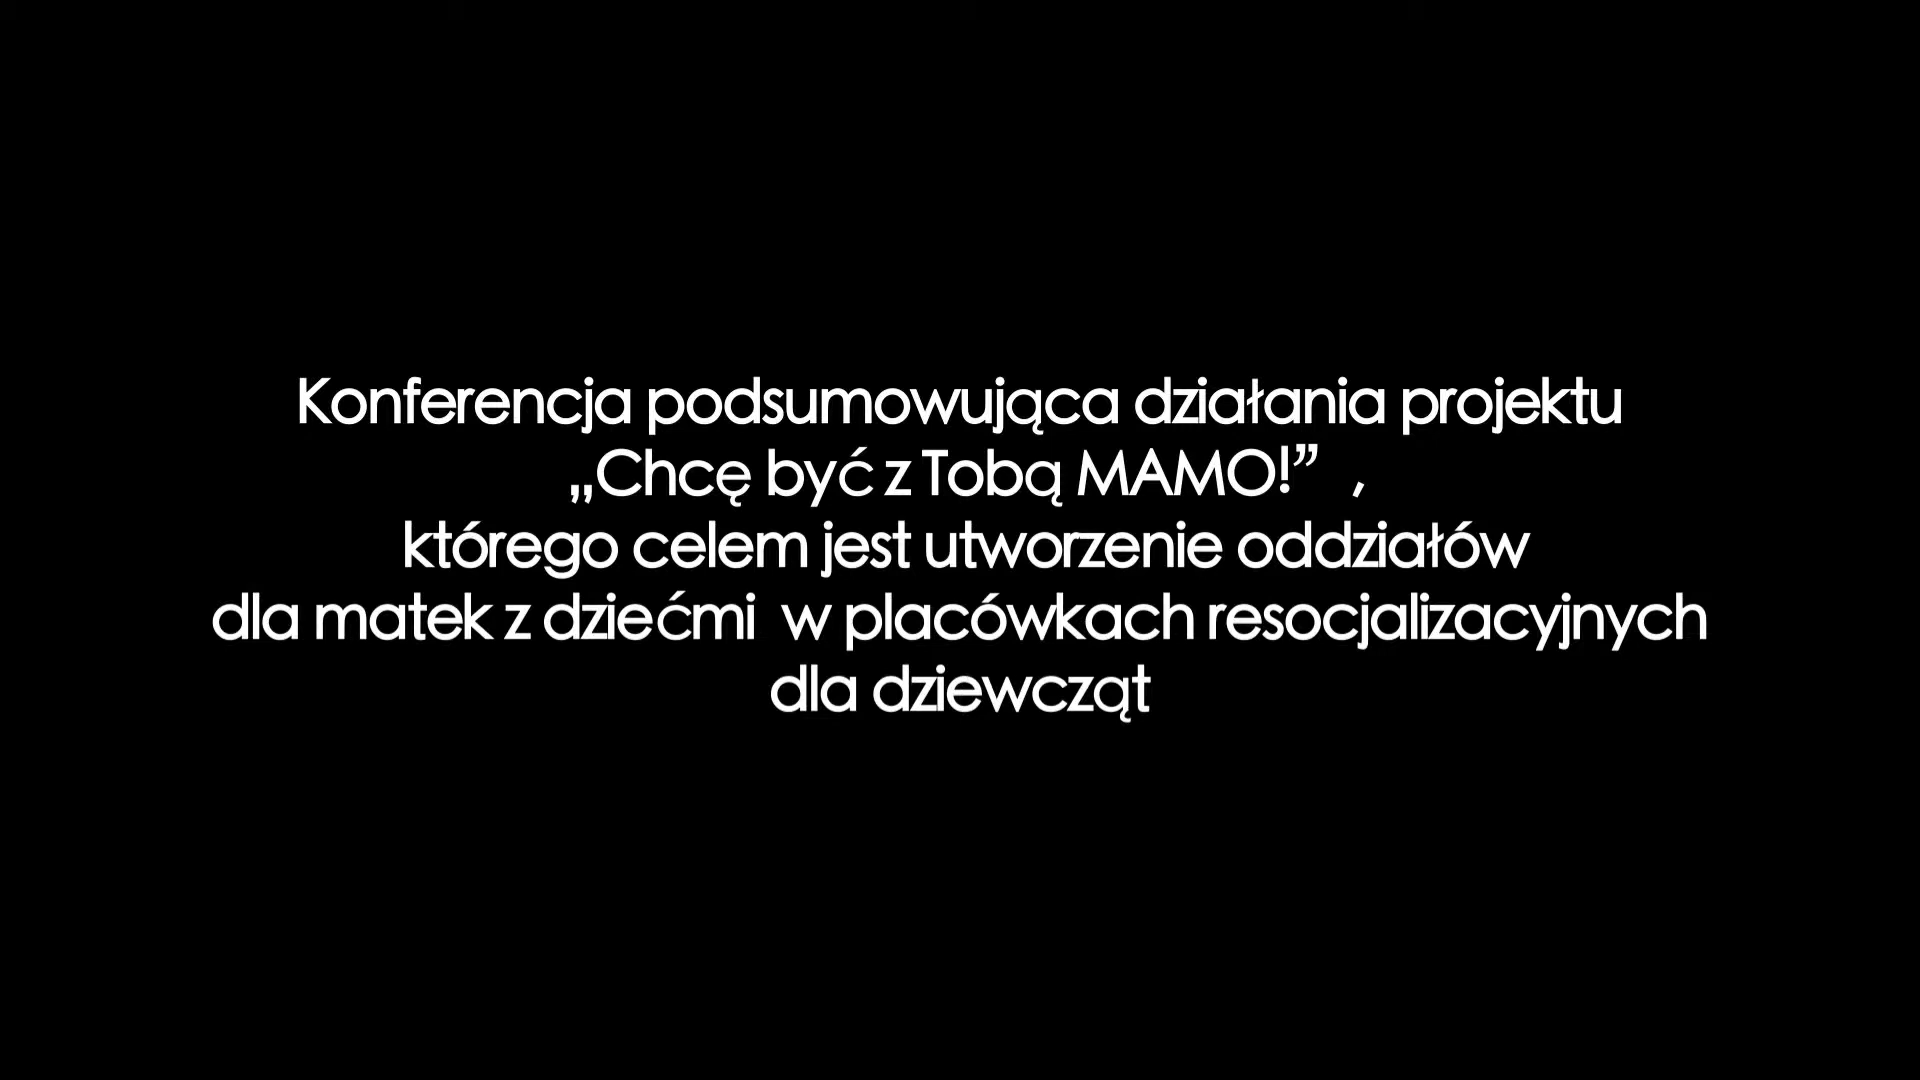 Konferencja podsumowująca działania projektu
„Chcę być z Tobą MAMO!” ,
którego celem jest utworzenie oddziałów
dla matek z dziećmi w placówkach resocjalizacyjnych
dla dziewcząt